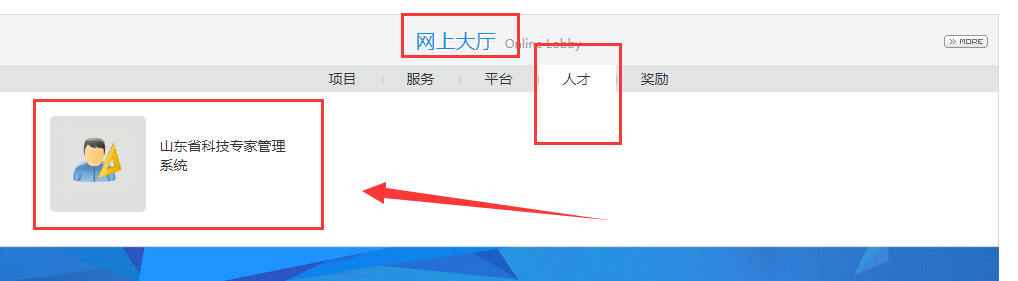 网上大厅 Online Lobby
MORE
项目 服务 平台 人才 奖励
山东省科技专家管理
系统